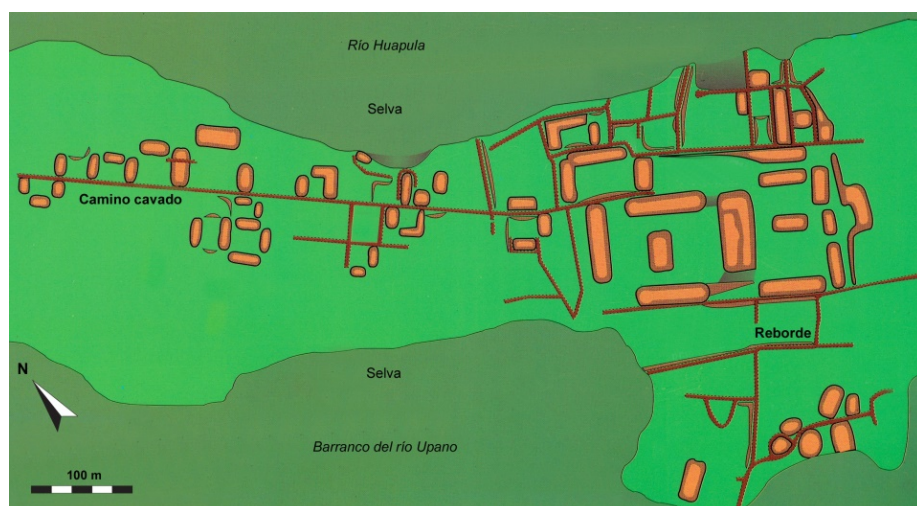 Río Huapula
Selva
Camino cavado
Reborde
Selva
N
Barranco del río Upano
100 m